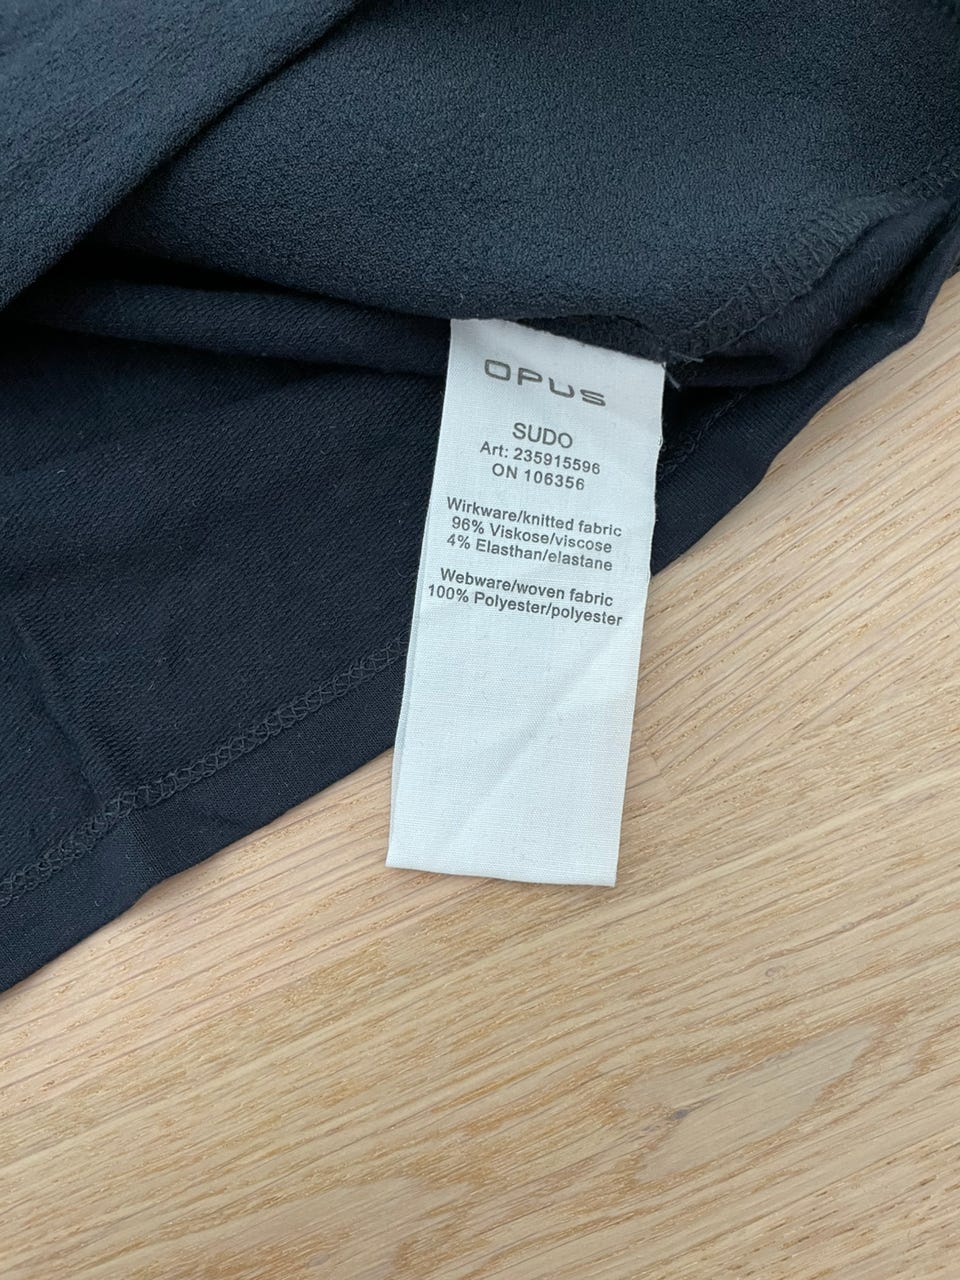 OPUS
SUDO
Art: 235915596
ON 106356
Wirkware/knitted fabric
96% Viskose/viscose
4% Elasthan/elastane
Webware/woven fabric
100% Polyester/polyester